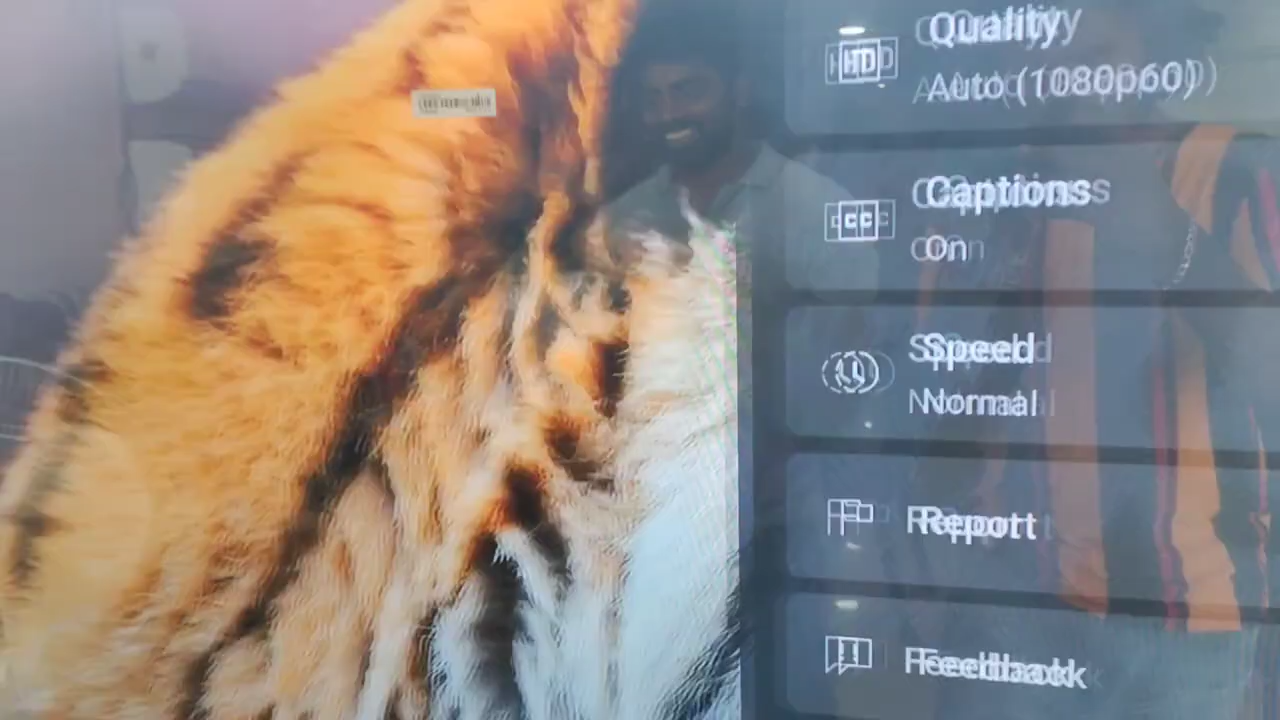 Quality
HD
Auto (1080p60)
Captions
CC
On
Speed
Normal
Report
Feedback